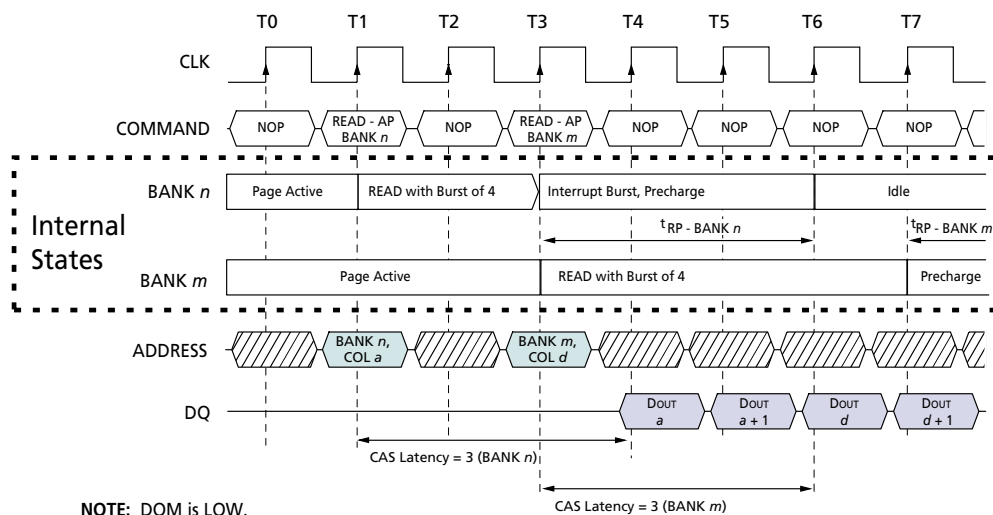 T0 T1 T2 T3 T4 T5 T6 T7
CLK
COMMAND NOP READ - AP BANK n NOP READ - AP BANK m NOP NOP NOP NOP
BANK n Page Active READ with Burst of 4 Interrupt Burst, Precharge Idle
Internal
States
tRP - BANK n tRP - BANK m
BANK m Page Active READ with Burst of 4 Precharge
ADDRESS BANK n, COL a BANK m, COL d
DQ DOUT a DOUT a + 1 DOUT d DOUT d + 1
CAS Latency = 3 (BANK n)
CAS Latency = 3 (BANK m)
NOTE: DQM is LOW.